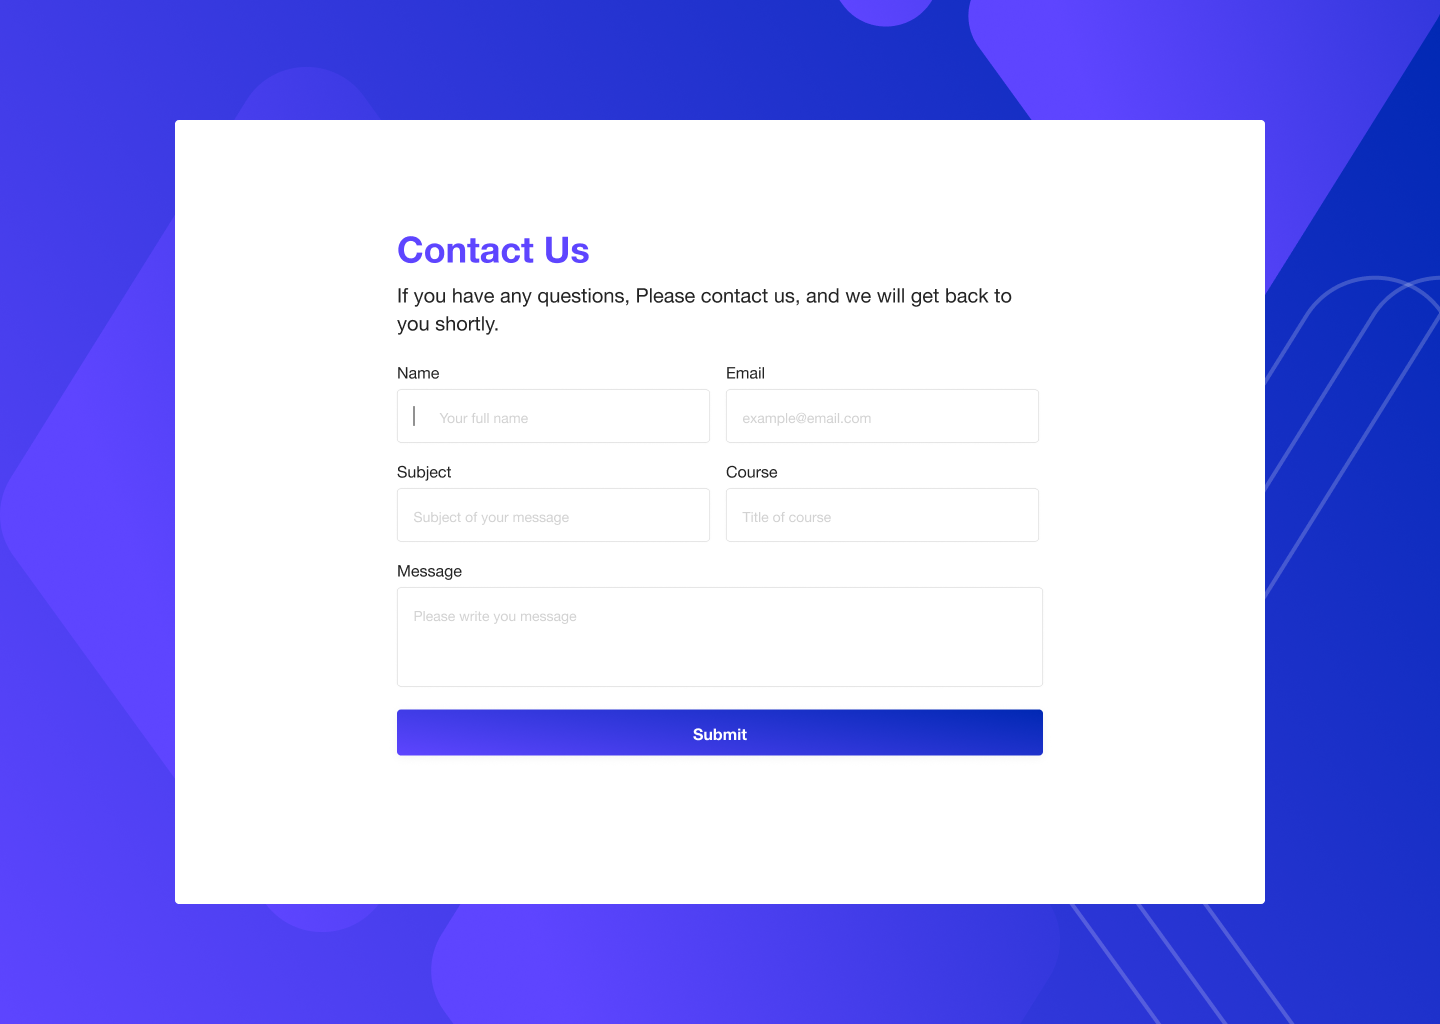 Contact Us
If you have any questions, Please contact us, and we will get back to
you shortly.
Name
Email
Your full name
example@email.com
Subject
Course
Subject of your message
Title of course
Message
Please write you message
Submit